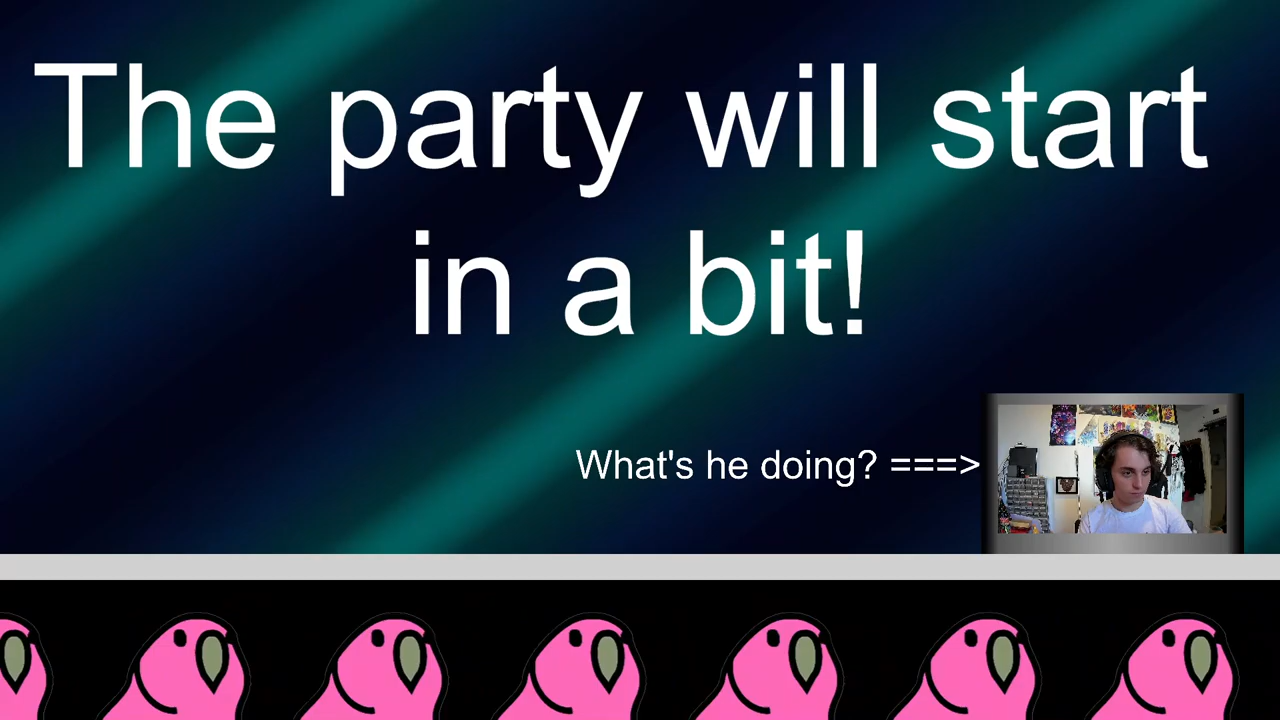 The party will start
in a bit!
What's he doing? ===>